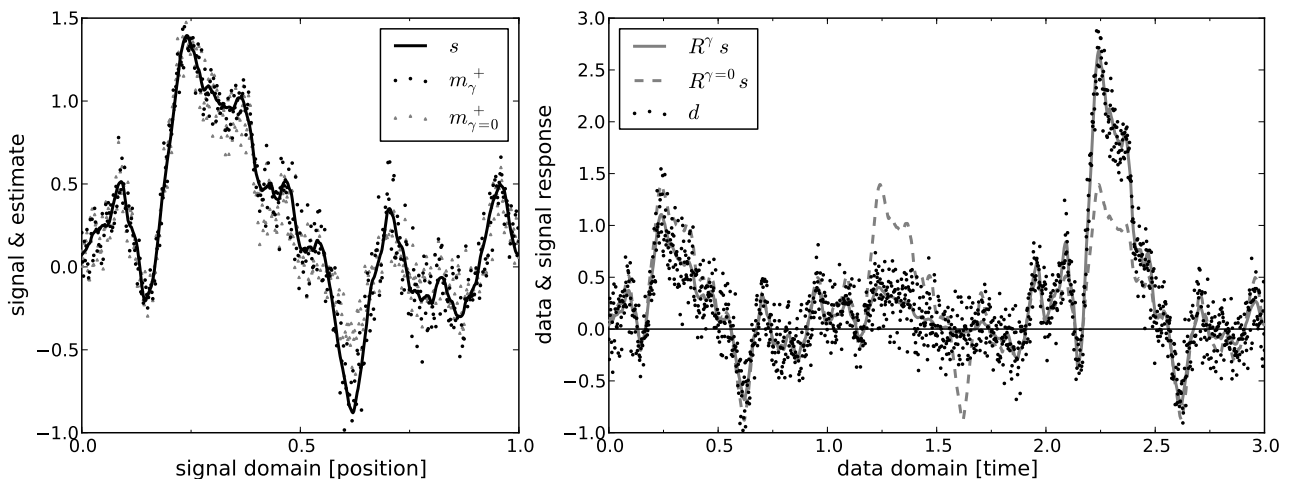 1.5
1.0
0.5
0.0
−0.5
−1.0
0.0
0.5
1.0
signal & estimate
signal domain [position]
s
m_γ^+
m_{γ=0}^+
3.0
2.5
2.0
1.5
1.0
0.5
0.0
−0.5
−1.0
0.0
0.5
1.0
1.5
2.0
2.5
3.0
data & signal response
data domain [time]
R^γ s
R^{γ=0} s
d